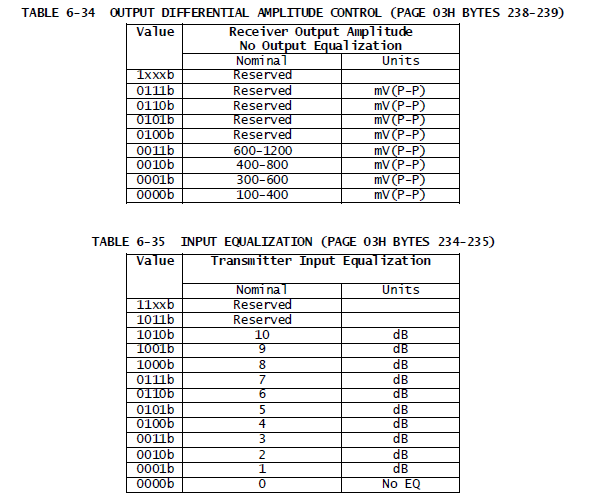 TABLE 6-34 OUTPUT DIFFERENTIAL AMPLITUDE CONTROL (PAGE 03H BYTES 238-239)
Value Receiver Output Amplitude
No Output Equalization
Nominal Units
1xxxb Reserved
0111b Reserved mV(P-P)
0110b Reserved mV(P-P)
0101b Reserved mV(P-P)
0100b Reserved mV(P-P)
0011b 600-1200 mV(P-P)
0010b 400-800 mV(P-P)
0001b 300-600 mV(P-P)
0000b 100-400 mV(P-P)
TABLE 6-35 INPUT EQUALIZATION (PAGE 03H BYTES 234-235)
Value Transmitter Input Equalization
Nominal Units
11xxb Reserved
1011b Reserved
1010b 10 dB
1001b 9 dB
1000b 8 dB
0111b 7 dB
0110b 6 dB
0101b 5 dB
0100b 4 dB
0011b 3 dB
0010b 2 dB
0001b 1 dB
0000b 0 No EQ